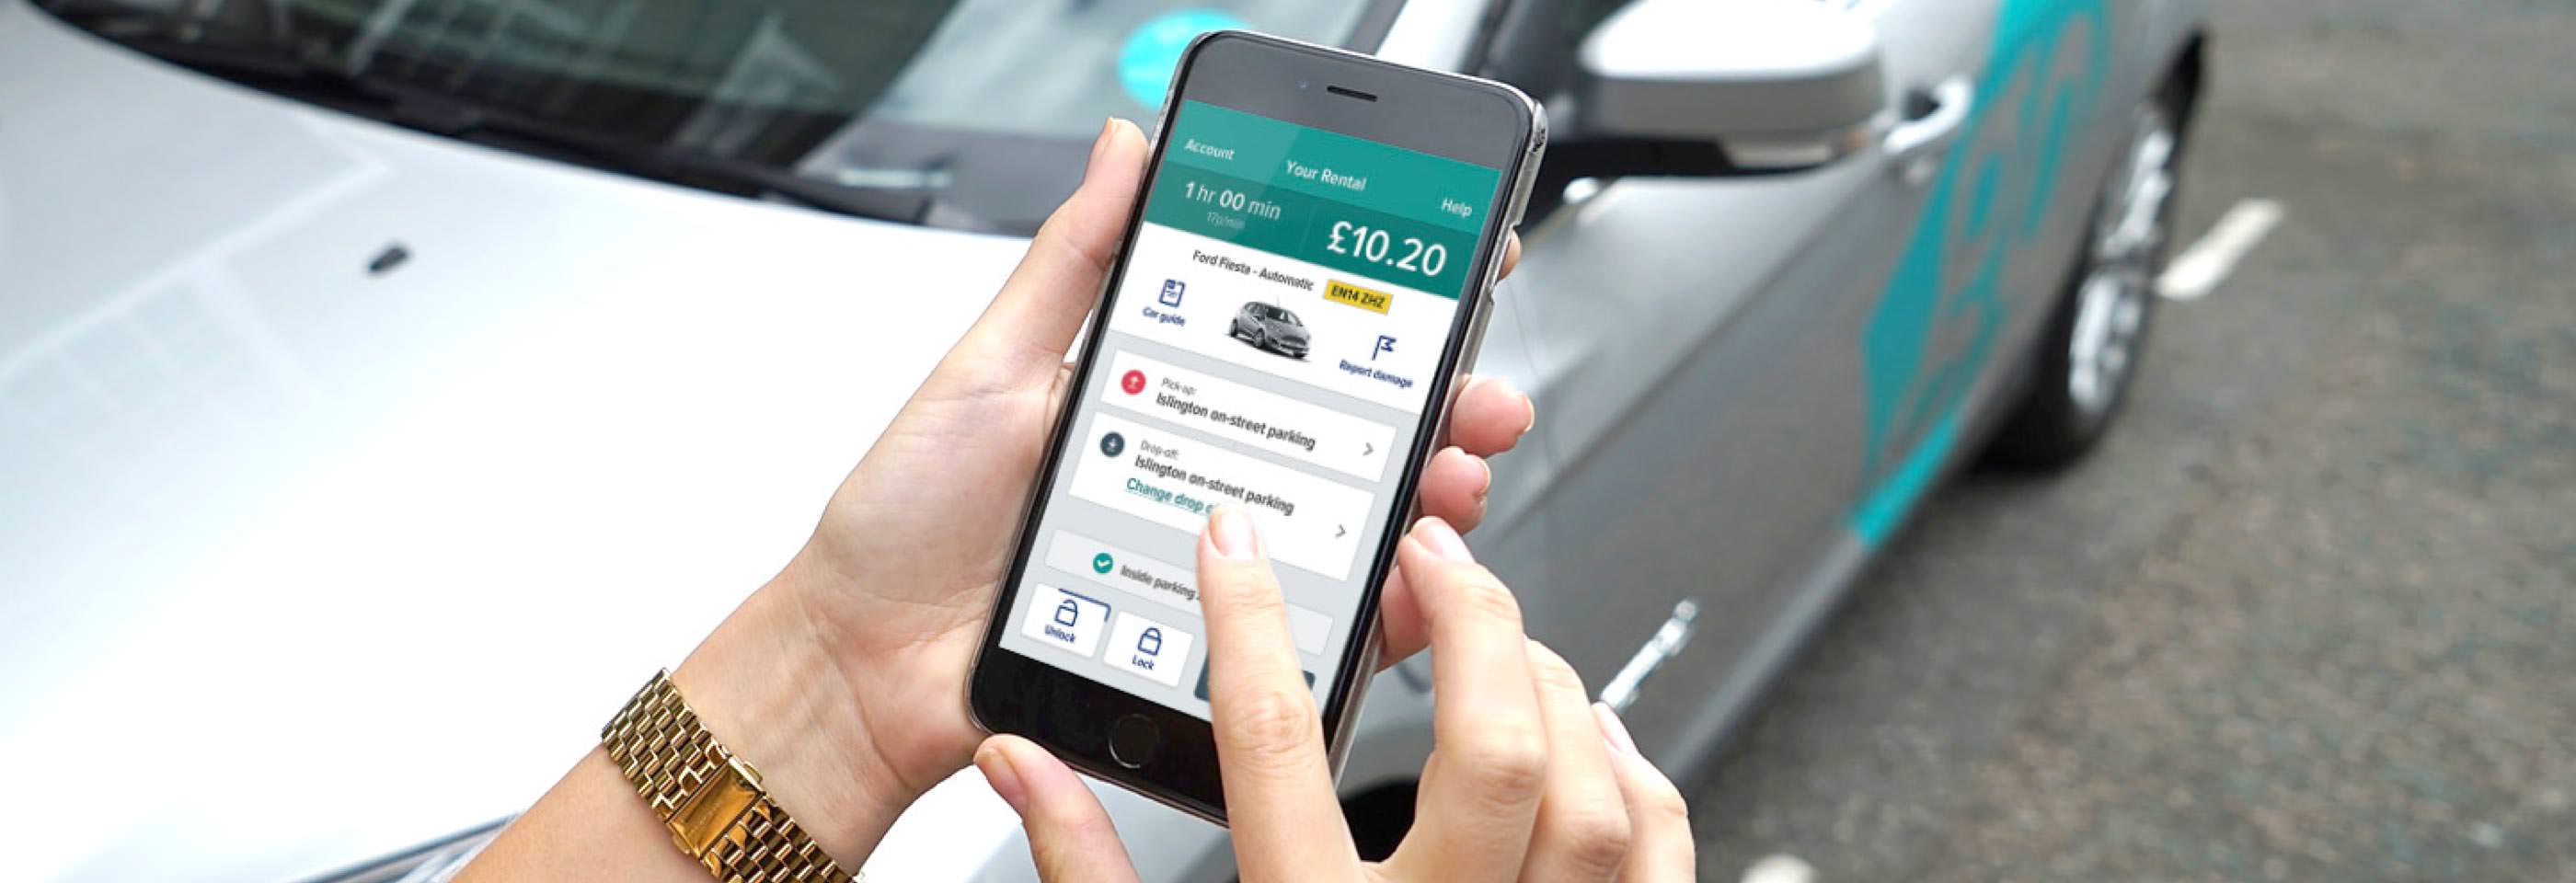 Account
Your Rental
Help
1 hr 00 min
17p/min
£10.20
Ford Fiesta - Automatic
EN14 ZHZ
Car guide
Report damage
Pick-up:
Islington on-street parking
Drop-off:
Islington on-street parking
Change drop
Inside parking
Unlock
Lock